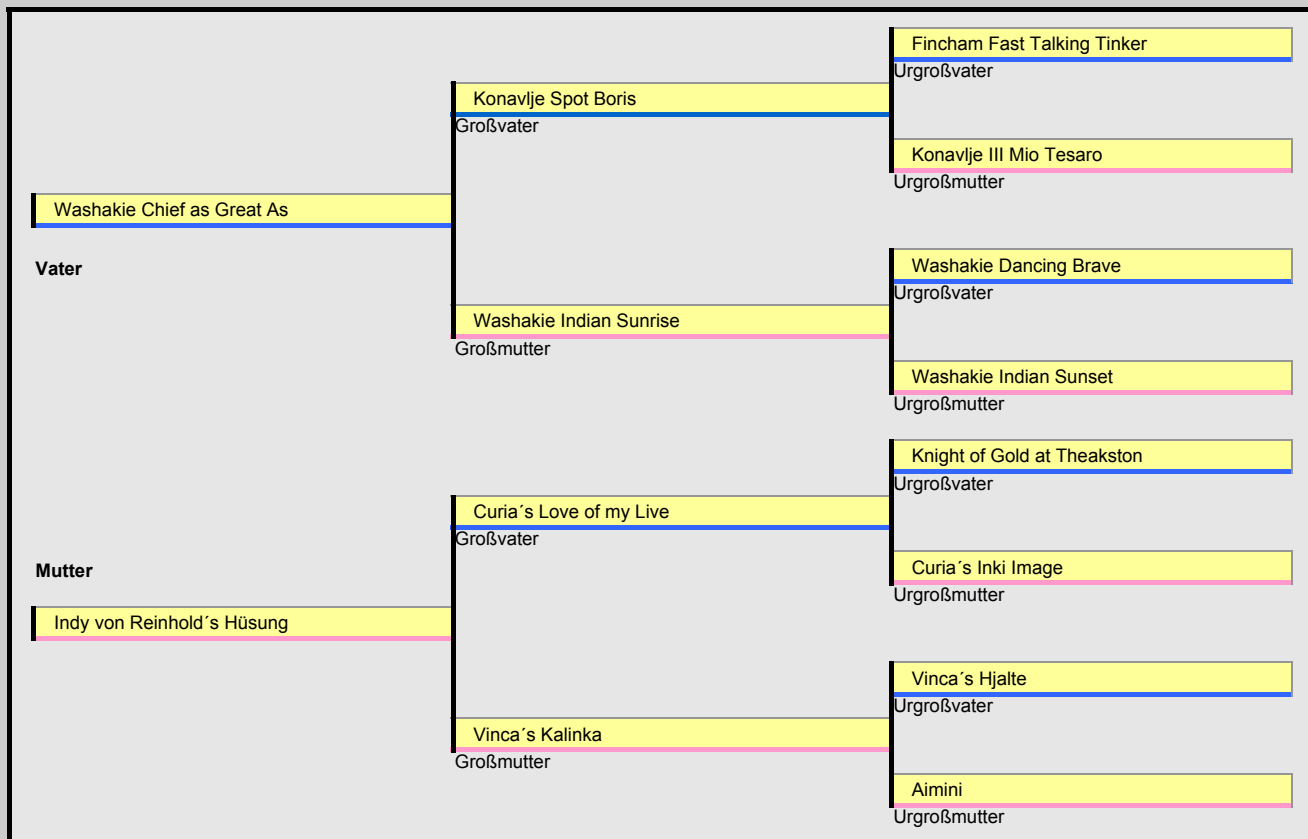 Fincham Fast Talking Tinker
Urgroßvater
Konavlje Spot Boris
Großvater
Konavlje III Mio Tesaro
Urgroßmutter
Washakie Chief as Great As
Vater
Washakie Dancing Brave
Urgroßvater
Washakie Indian Sunrise
Großmutter
Washakie Indian Sunset
Urgroßmutter
Knight of Gold at Theakston
Urgroßvater
Curia´s Love of my Live
Großvater
Mutter
Curia´s Inki Image
Urgroßmutter
Indy von Reinhold´s Hüsung
Vinca´s Hjalte
Urgroßvater
Vinca´s Kalinka
Großmutter
Aimini
Urgroßmutter